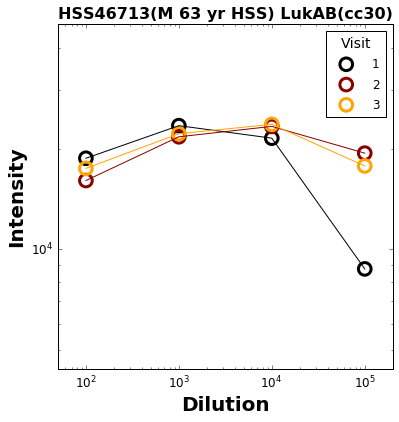 HSS46713(M 63 yr HSS) LukAB(cc30)
Visit
1
2
3
Intensity
10^4
10^2 10^3 10^4 10^5
Dilution